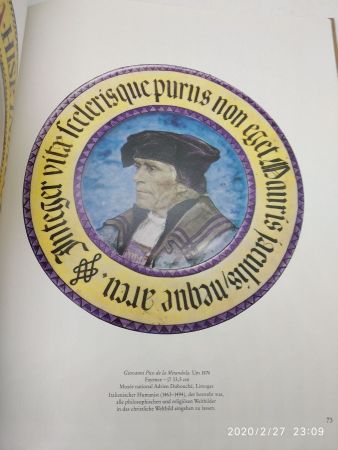 Integer vitæ scelerisque purus non eget Mauris jaculis, neque arcu.
Giovanni Pico de la Mirandola. Um 1876
Fayence – ∅ 33,5 cm
Musée national Adrien Dubouché, Limoges
Italienischer Humanist (1463–1494), der bestrebt war,
alle philosophischen und religiösen Weltbilder
in das christliche Weltbild eingehen zu lassen.
73
2020/2/27 23:09